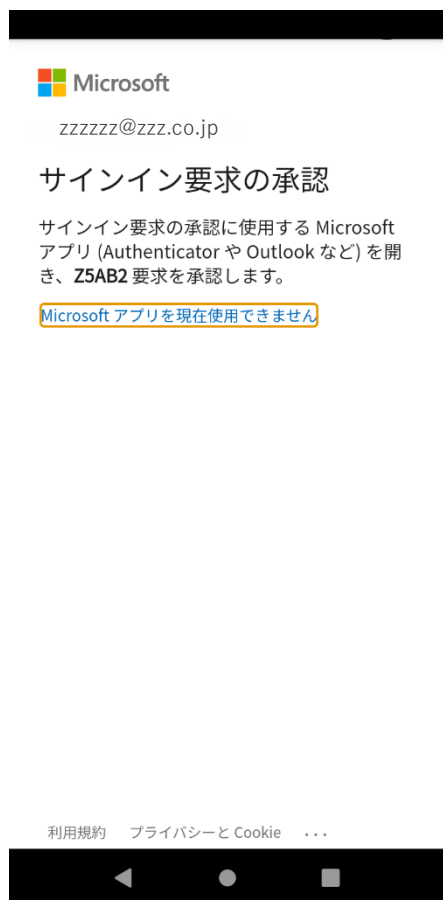 Microsoft
zzzzzz@zzz.co.jp
サインイン要求の承認
サインイン要求の承認に使用する Microsoft
アプリ (Authenticator や Outlook など) を開
き、Z5AB2 要求を承認します。
Microsoft アプリを現在使用できません
利用規約 プライバシーと Cookie ...